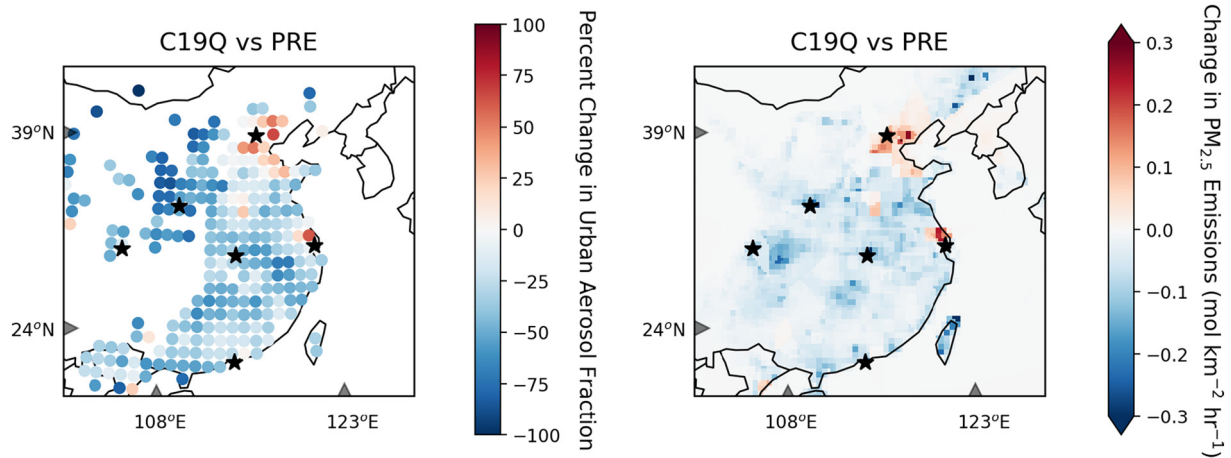 C19Q vs PRE
39°N
24°N
108°E
123°E
100
75
50
25
0
−25
−50
−75
−100
Percent Change in Urban Aerosol Fraction
C19Q vs PRE
39°N
24°N
108°E
123°E
0.3
0.2
0.1
0.0
−0.1
−0.2
−0.3
Change in PM₂.₅ Emissions (mol km⁻² hr⁻¹)